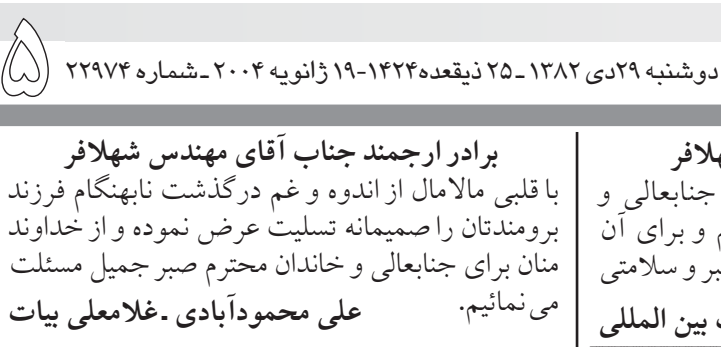 ۵
دوشنبه ۲۹دی ۱۳۸۲ ـ ۲۵ ذیقعده۱۴۲۴-۱۹ ژانویه ۲۰۰۴ ـ شماره ۲۲۹۷۴
برادر ارجمند جناب آقای مهندس شهلافر
با قلبی مالامال از اندوه و غم درگذشت نابهنگام فرزند
برومندتان را صمیمانه تسلیت عرض نموده و از خداوند
منان برای جنابعالی و خاندان محترم صبر جمیل مسئلت
می‌نمائیم.
علی محمودآبادی ـ غلامعلی بیات
هلافر
جنابعالی و
م و برای آن
بر و سلامتی
بین المللی